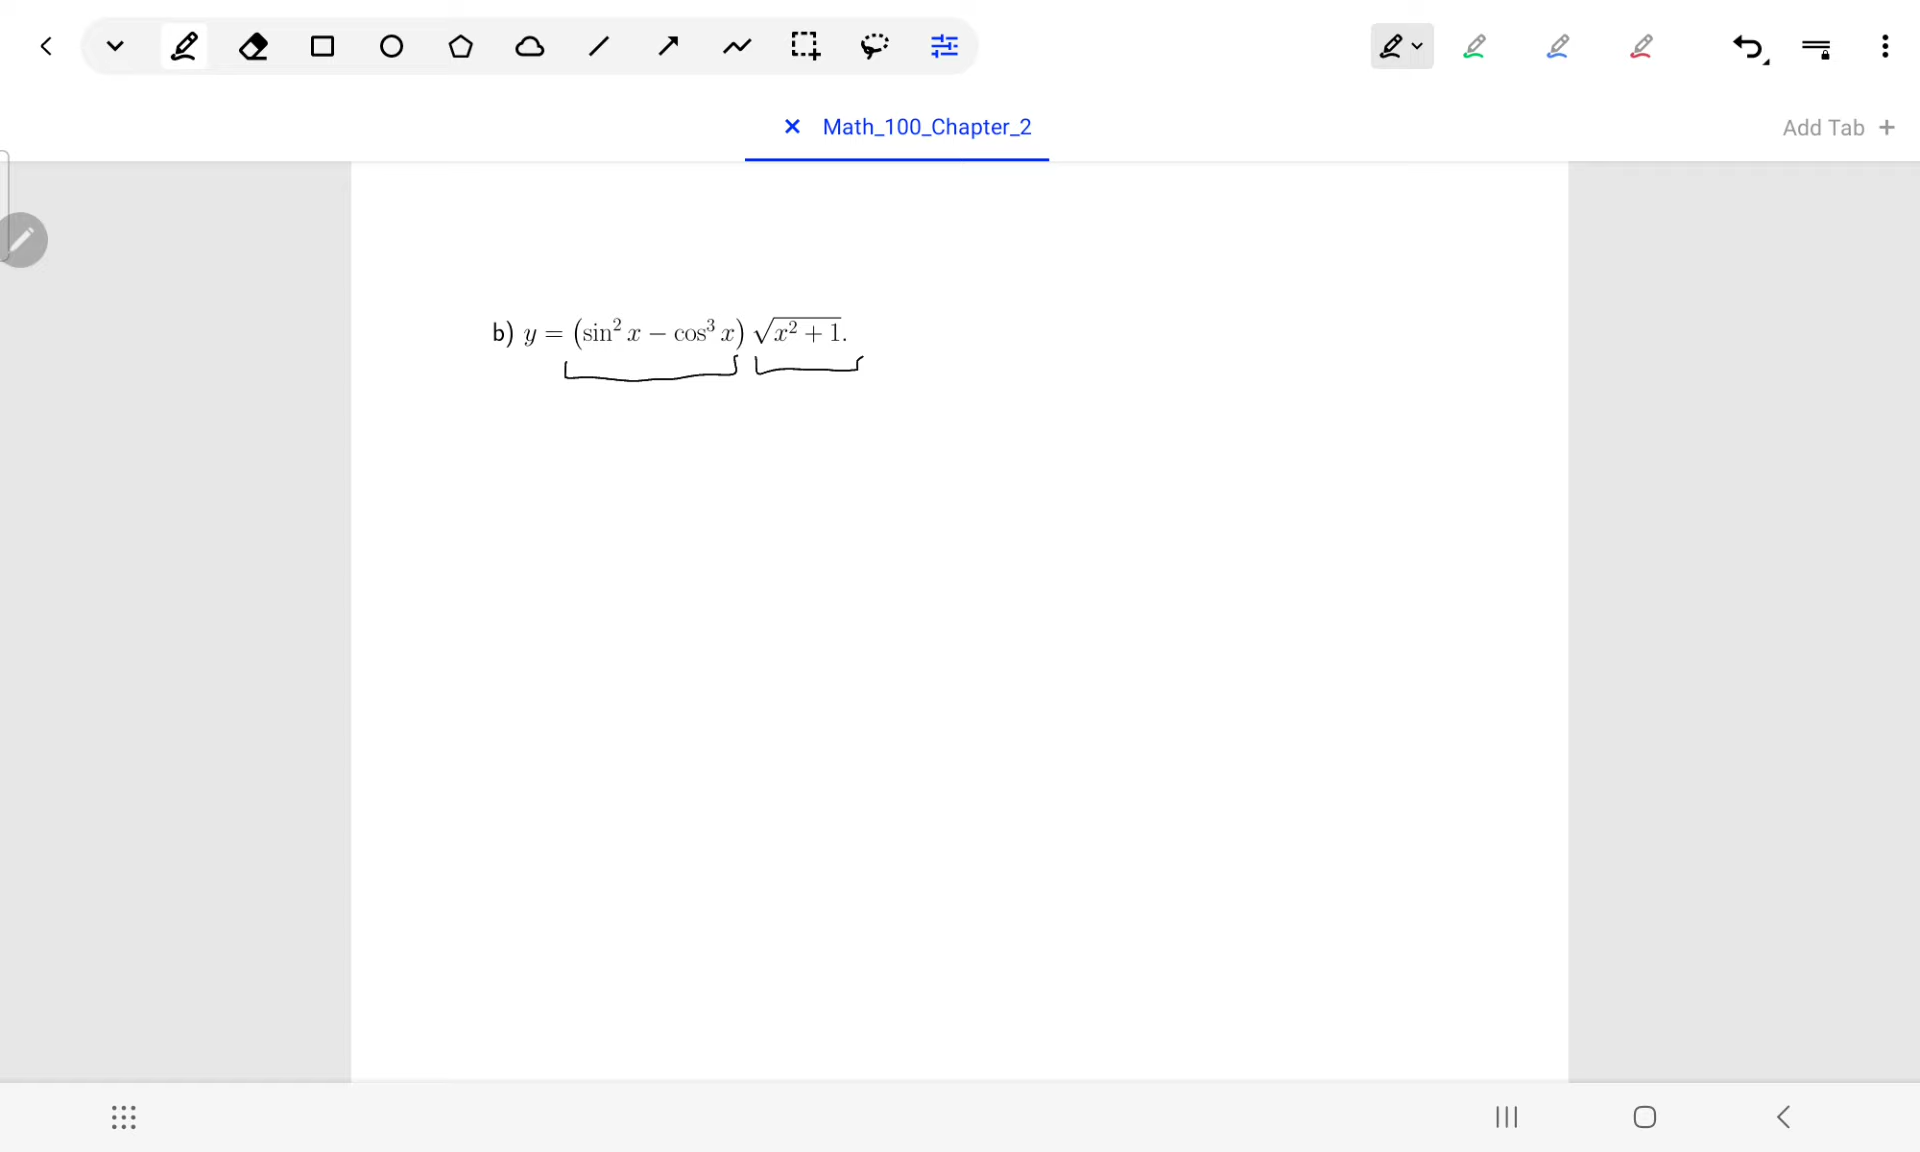 Math_100_Chapter_2
Add Tab +
b) y = (sin² x − cos³ x) √(x² + 1).